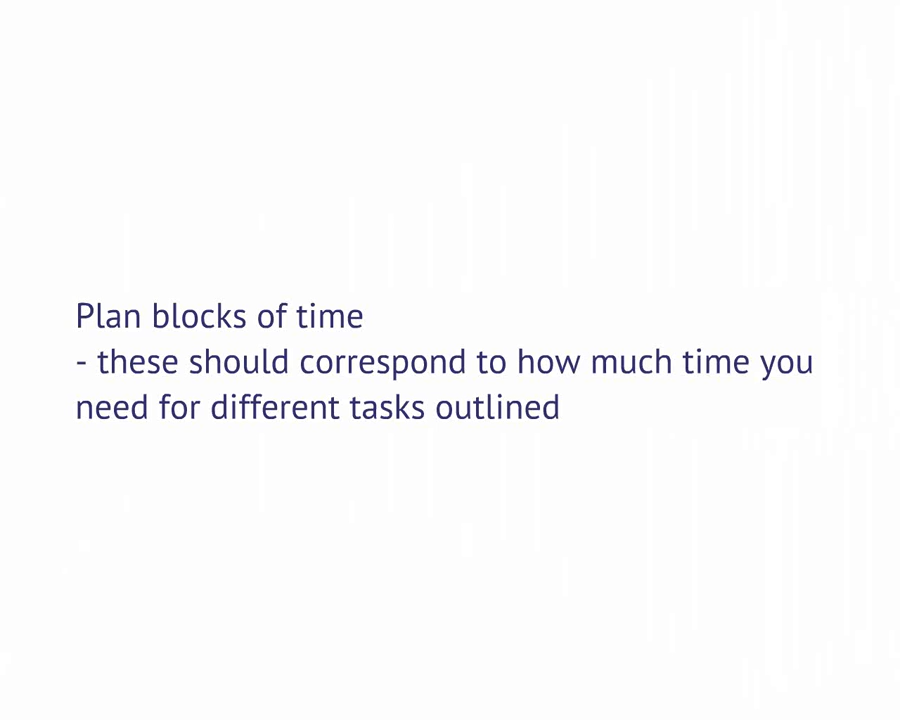 Plan blocks of time
- these should correspond to how much time you
need for different tasks outlined